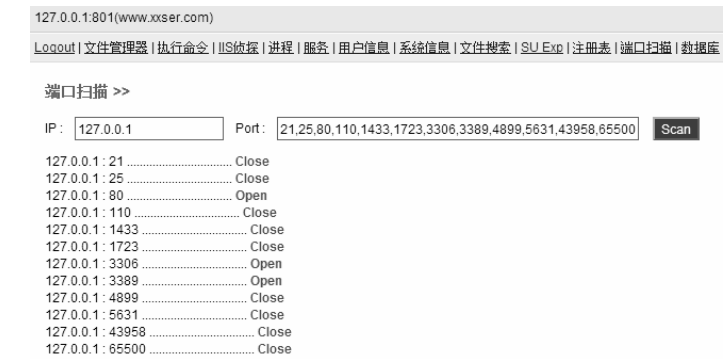 127.0.0.1:801(www.xxser.com)
Logout | 文件管理器 | 执行命令 | IIS侦探 | 进程 | 服务 | 用户信息 | 系统信息 | 文件搜索 | SU Exp | 注册表 | 端口扫描 | 数据库
端口扫描 >>
IP : 127.0.0.1 Port : 21,25,80,110,1433,1723,3306,3389,4899,5631,43958,65500 Scan
127.0.0.1 : 21 ................................. Close
127.0.0.1 : 25 ................................. Close
127.0.0.1 : 80 ................................. Open
127.0.0.1 : 110 ................................. Close
127.0.0.1 : 1433 ................................. Close
127.0.0.1 : 1723 ................................. Close
127.0.0.1 : 3306 ................................. Open
127.0.0.1 : 3389 ................................. Open
127.0.0.1 : 4899 ................................. Close
127.0.0.1 : 5631 ................................. Close
127.0.0.1 : 43958 ................................. Close
127.0.0.1 : 65500 ................................. Close